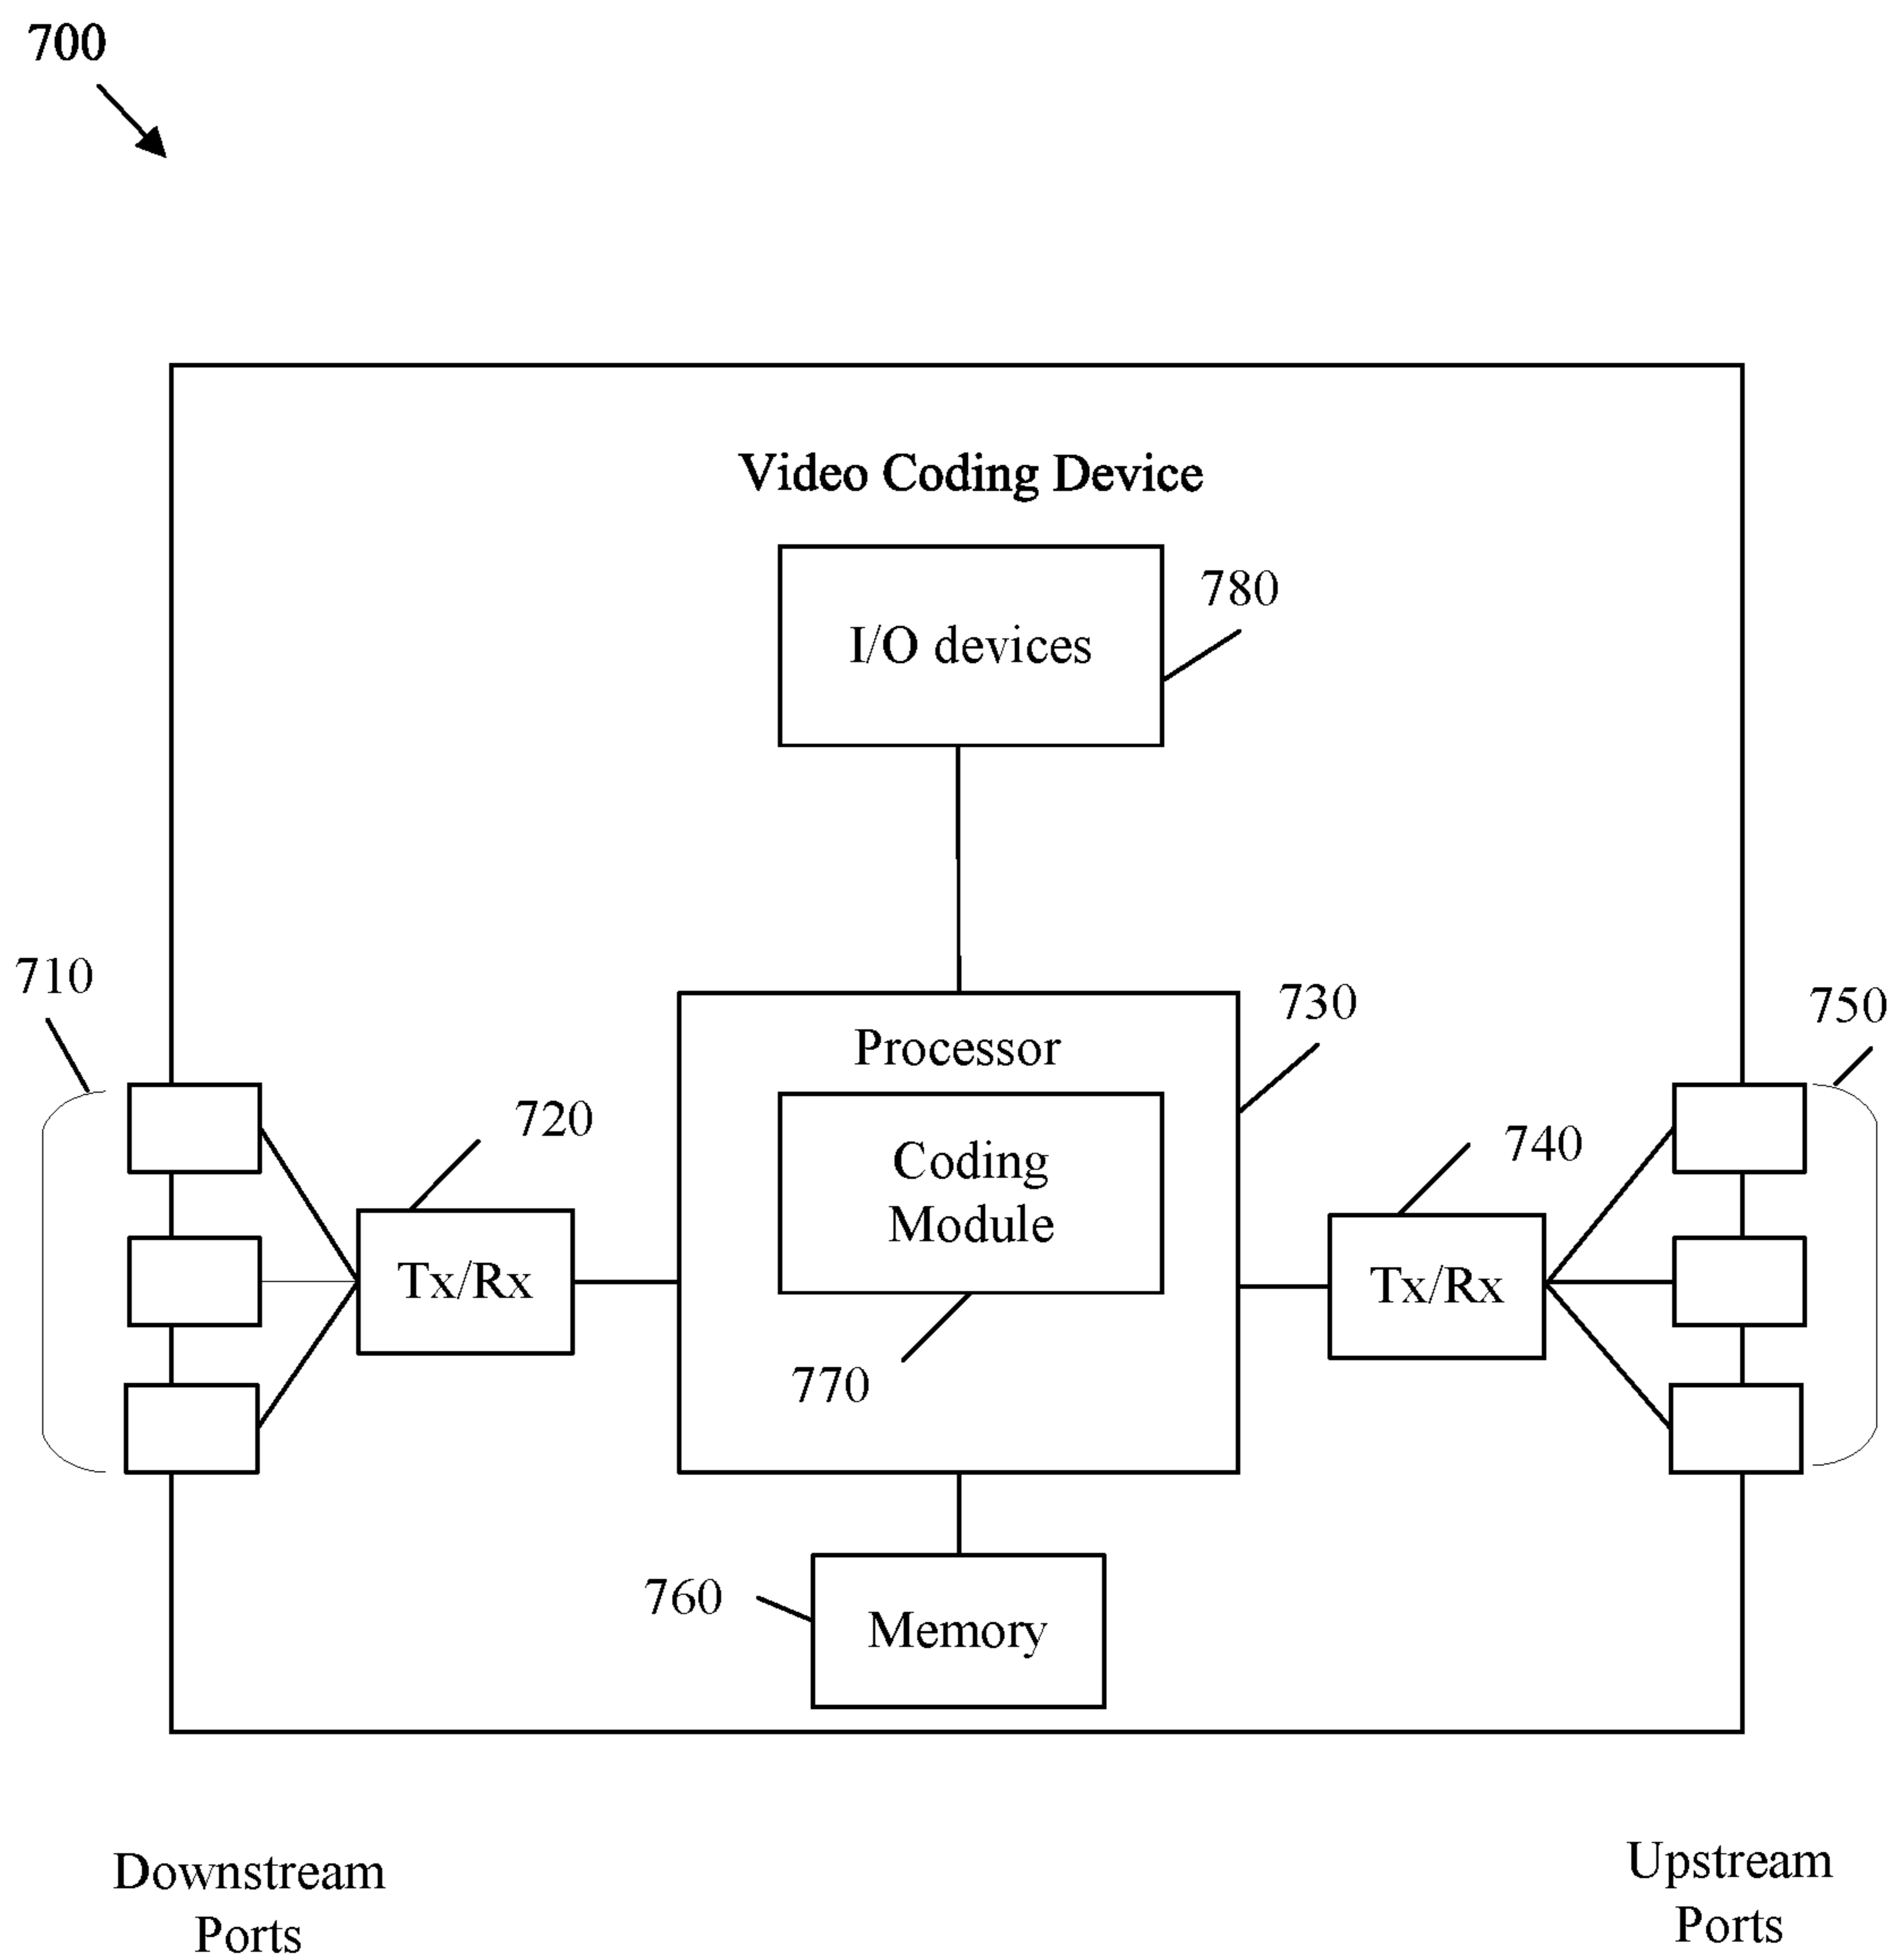 700
Video Coding Device
I/O devices
780
710
730
750
Processor
720
740
Coding
Module
Tx/Rx
Tx/Rx
770
760
Memory
Downstream
Ports
Upstream
Ports